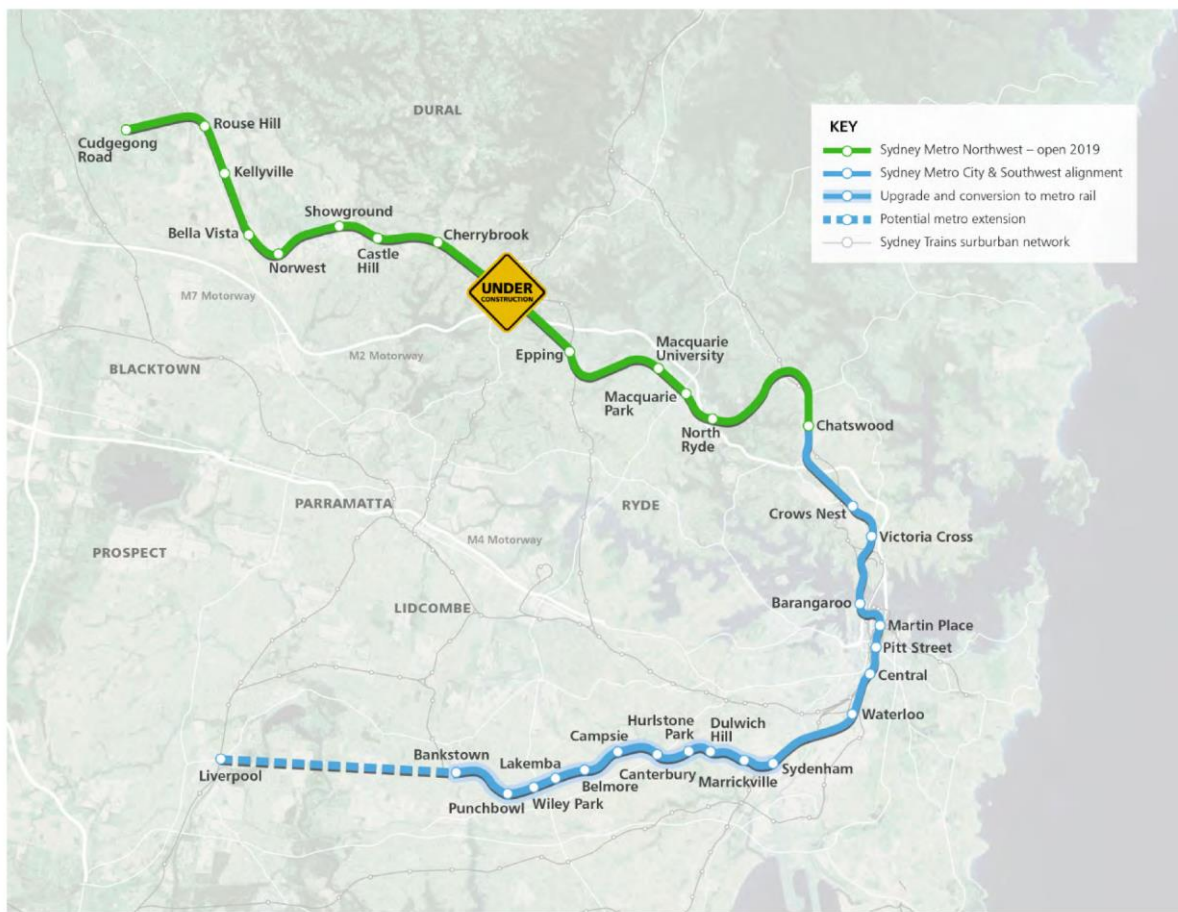 DURAL
Cudgegong
Road
Rouse Hill
Kellyville
Showground
Bella Vista
Norwest
Castle
Hill
Cherrybrook
UNDER
CONSTRUCTION
M7 Motorway
M2 Motorway
BLACKTOWN
Epping
Macquarie
University
Macquarie
Park
North
Ryde
Chatswood
KEY
Sydney Metro Northwest – open 2019
Sydney Metro City & Southwest alignment
Upgrade and conversion to metro rail
Potential metro extension
Sydney Trains surburban network
PARRAMATTA
RYDE
Crows Nest
Victoria Cross
M4 Motorway
PROSPECT
LIDCOMBE
Barangaroo
Martin Place
Pitt Street
Central
Waterloo
Liverpool
Bankstown
Punchbowl
Lakemba
Wiley Park
Campsie
Belmore
Hurlstone
Park
Canterbury
Dulwich
Hill
Marrickville
Sydenham